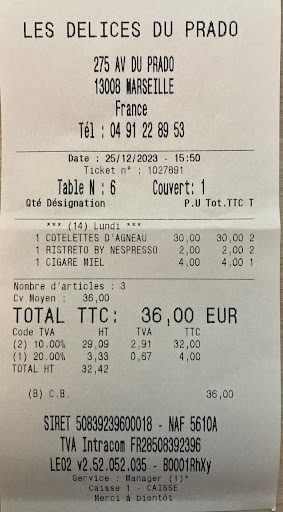 LES DELICES DU PRADO
275 AV DU PRADO
13008 MARSEILLE
France
Tél : 04 91 22 89 53
Date : 25/12/2023 - 15:50
Ticket n° : 1027891
Table N : 6 Couvert: 1
Qté Désignation P.U Tot.TTC T
*** (14) Lundi ***
1 COTELETTES D'AGNEAU 30,00 30,00 2
1 RISTRETO BY NESPRESSO 2,00 2,00 2
1 CIGARE MIEL 4,00 4,00 1
Nombre d'articles : 3
Cv Moyen : 36,00
TOTAL TTC: 36,00 EUR
Code TVA HT TVA TTC
(2) 10.00% 29,09 2,91 32,00
(1) 20.00% 3,33 0,67 4,00
TOTAL HT 32,42
(B) C.B. 36,00
SIRET 50839239600018 - NAF 5610A
TVA Intracom FR28508392396
LEO2 v2.52.052.035 - B0001RhXy
Service : Manager (1)*
Caisse 1 - CAISSE
Merci à bientôt